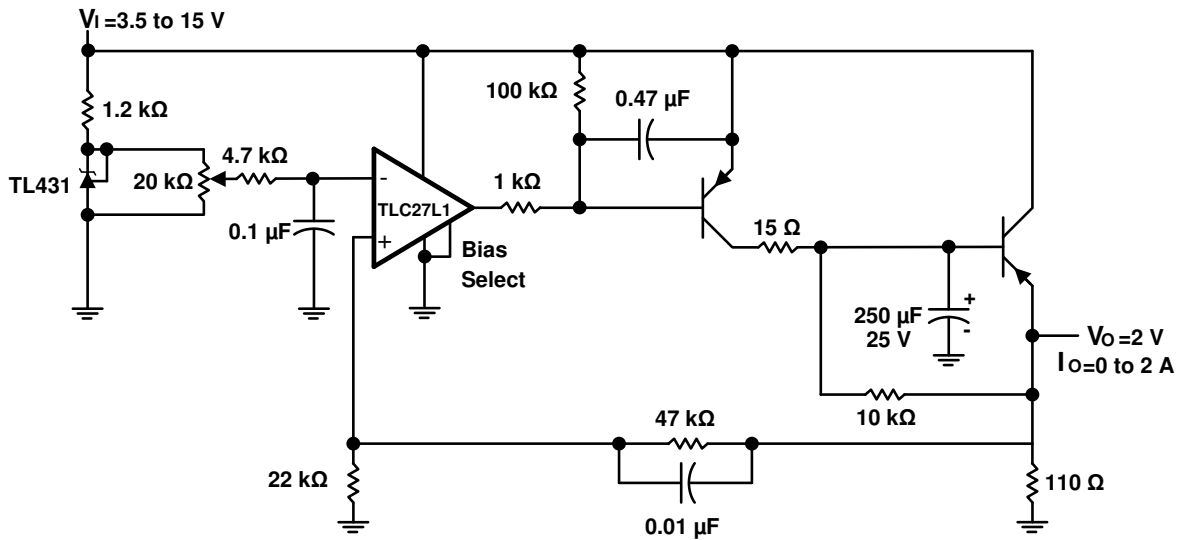 VI =3.5 to 15 V
1.2 kΩ
TL431
20 kΩ
4.7 kΩ
0.1 µF
-
TLC27L1
+
Bias
Select
1 kΩ
100 kΩ
0.47 µF
15 Ω
250 µF
25 V
+
-
VO =2 V
IO =0 to 2 A
10 kΩ
47 kΩ
0.01 µF
22 kΩ
110 Ω